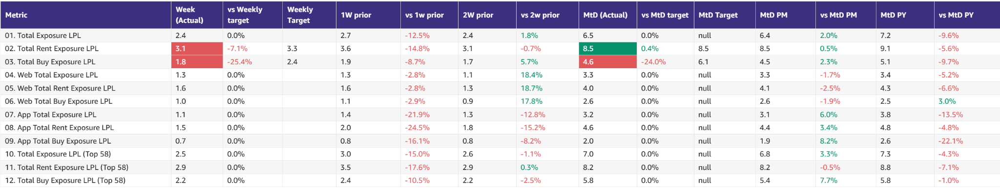 Metric Week (Actual) vs Weekly target Weekly Target 1W prior vs 1w prior 2W prior vs 2w prior MtD (Actual) vs MtD target MtD Target MtD PM vs MtD PM MtD PY vs MtD PY
01. Total Exposure LPL 2.4 0.0% 2.7 -12.5% 2.4 1.8% 6.5 0.0% null 6.4 2.0% 7.2 -9.6%
02. Total Rent Exposure LPL 3.1 -7.1% 3.3 3.6 -14.8% 3.1 -0.7% 8.5 0.4% 8.5 8.5 0.5% 9.1 -5.6%
03. Total Buy Exposure LPL 1.8 -25.4% 2.4 1.9 -8.7% 1.7 5.7% 4.6 -24.0% 6.1 4.5 2.3% 5.1 -9.7%
04. Web Total Exposure LPL 1.3 0.0% 1.3 -2.8% 1.1 18.4% 3.3 0.0% null 3.3 -1.7% 3.4 -5.2%
05. Web Total Rent Exposure LPL 1.6 0.0% 1.6 -2.8% 1.3 18.7% 4.0 0.0% null 4.1 -2.5% 4.3 -6.6%
06. Web Total Buy Exposure LPL 1.0 0.0% 1.1 -2.9% 0.9 17.8% 2.6 0.0% null 2.6 -1.9% 2.5 3.0%
07. App Total Exposure LPL 1.1 0.0% 1.4 -21.9% 1.3 -12.8% 3.2 0.0% null 3.1 6.0% 3.8 -13.5%
08. App Total Rent Exposure LPL 1.5 0.0% 2.0 -24.5% 1.8 -15.2% 4.6 0.0% null 4.4 3.4% 4.8 -4.8%
09. App Total Buy Exposure LPL 0.7 0.0% 0.8 -16.1% 0.8 -8.2% 2.0 0.0% null 1.9 8.2% 2.6 -22.1%
10. Total Exposure LPL (Top 58) 2.5 0.0% 3.0 -15.0% 2.6 -1.1% 7.0 0.0% null 6.8 3.3% 7.3 -4.3%
11. Total Rent Exposure LPL (Top 58) 2.9 0.0% 3.5 -17.6% 2.9 0.3% 8.2 0.0% null 8.2 -0.5% 8.8 -7.1%
12. Total Buy Exposure LPL (Top 58) 2.2 0.0% 2.4 -10.5% 2.2 -2.5% 5.8 0.0% null 5.4 7.7% 5.8 -1.0%